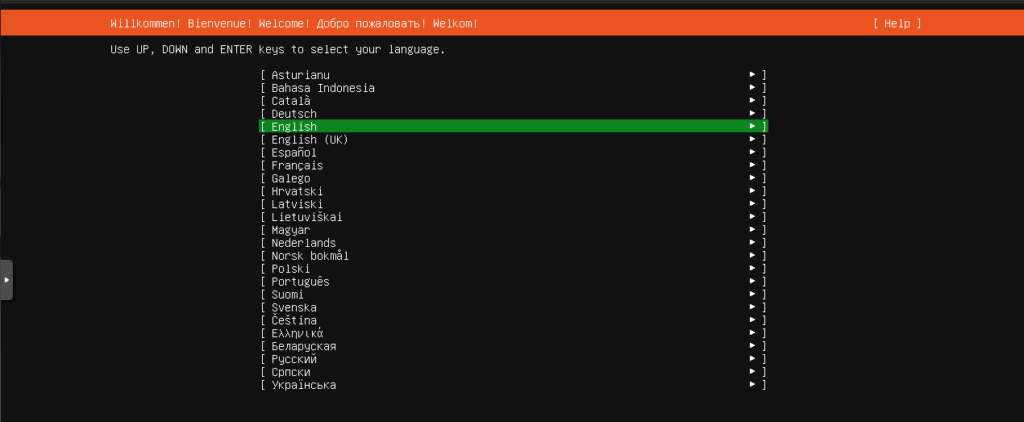 Willkommen! Bienvenue! Welcome! Добро пожаловать! Welkom! [ Help ]
Use UP, DOWN and ENTER keys to select your language.
[ Asturianu ▸ ]
[ Bahasa Indonesia ▸ ]
[ Català ▸ ]
[ Deutsch ▸ ]
[ English ▸ ]
[ English (UK) ▸ ]
[ Español ▸ ]
[ Français ▸ ]
[ Galego ▸ ]
[ Hrvatski ▸ ]
[ Latviski ▸ ]
[ Lietuviškai ▸ ]
[ Magyar ▸ ]
[ Nederlands ▸ ]
[ Norsk bokmål ▸ ]
[ Polski ▸ ]
[ Português ▸ ]
[ Suomi ▸ ]
[ Svenska ▸ ]
[ Čeština ▸ ]
[ Ελληνικά ▸ ]
[ Беларуская ▸ ]
[ Русский ▸ ]
[ Српски ▸ ]
[ Українська ▸ ]